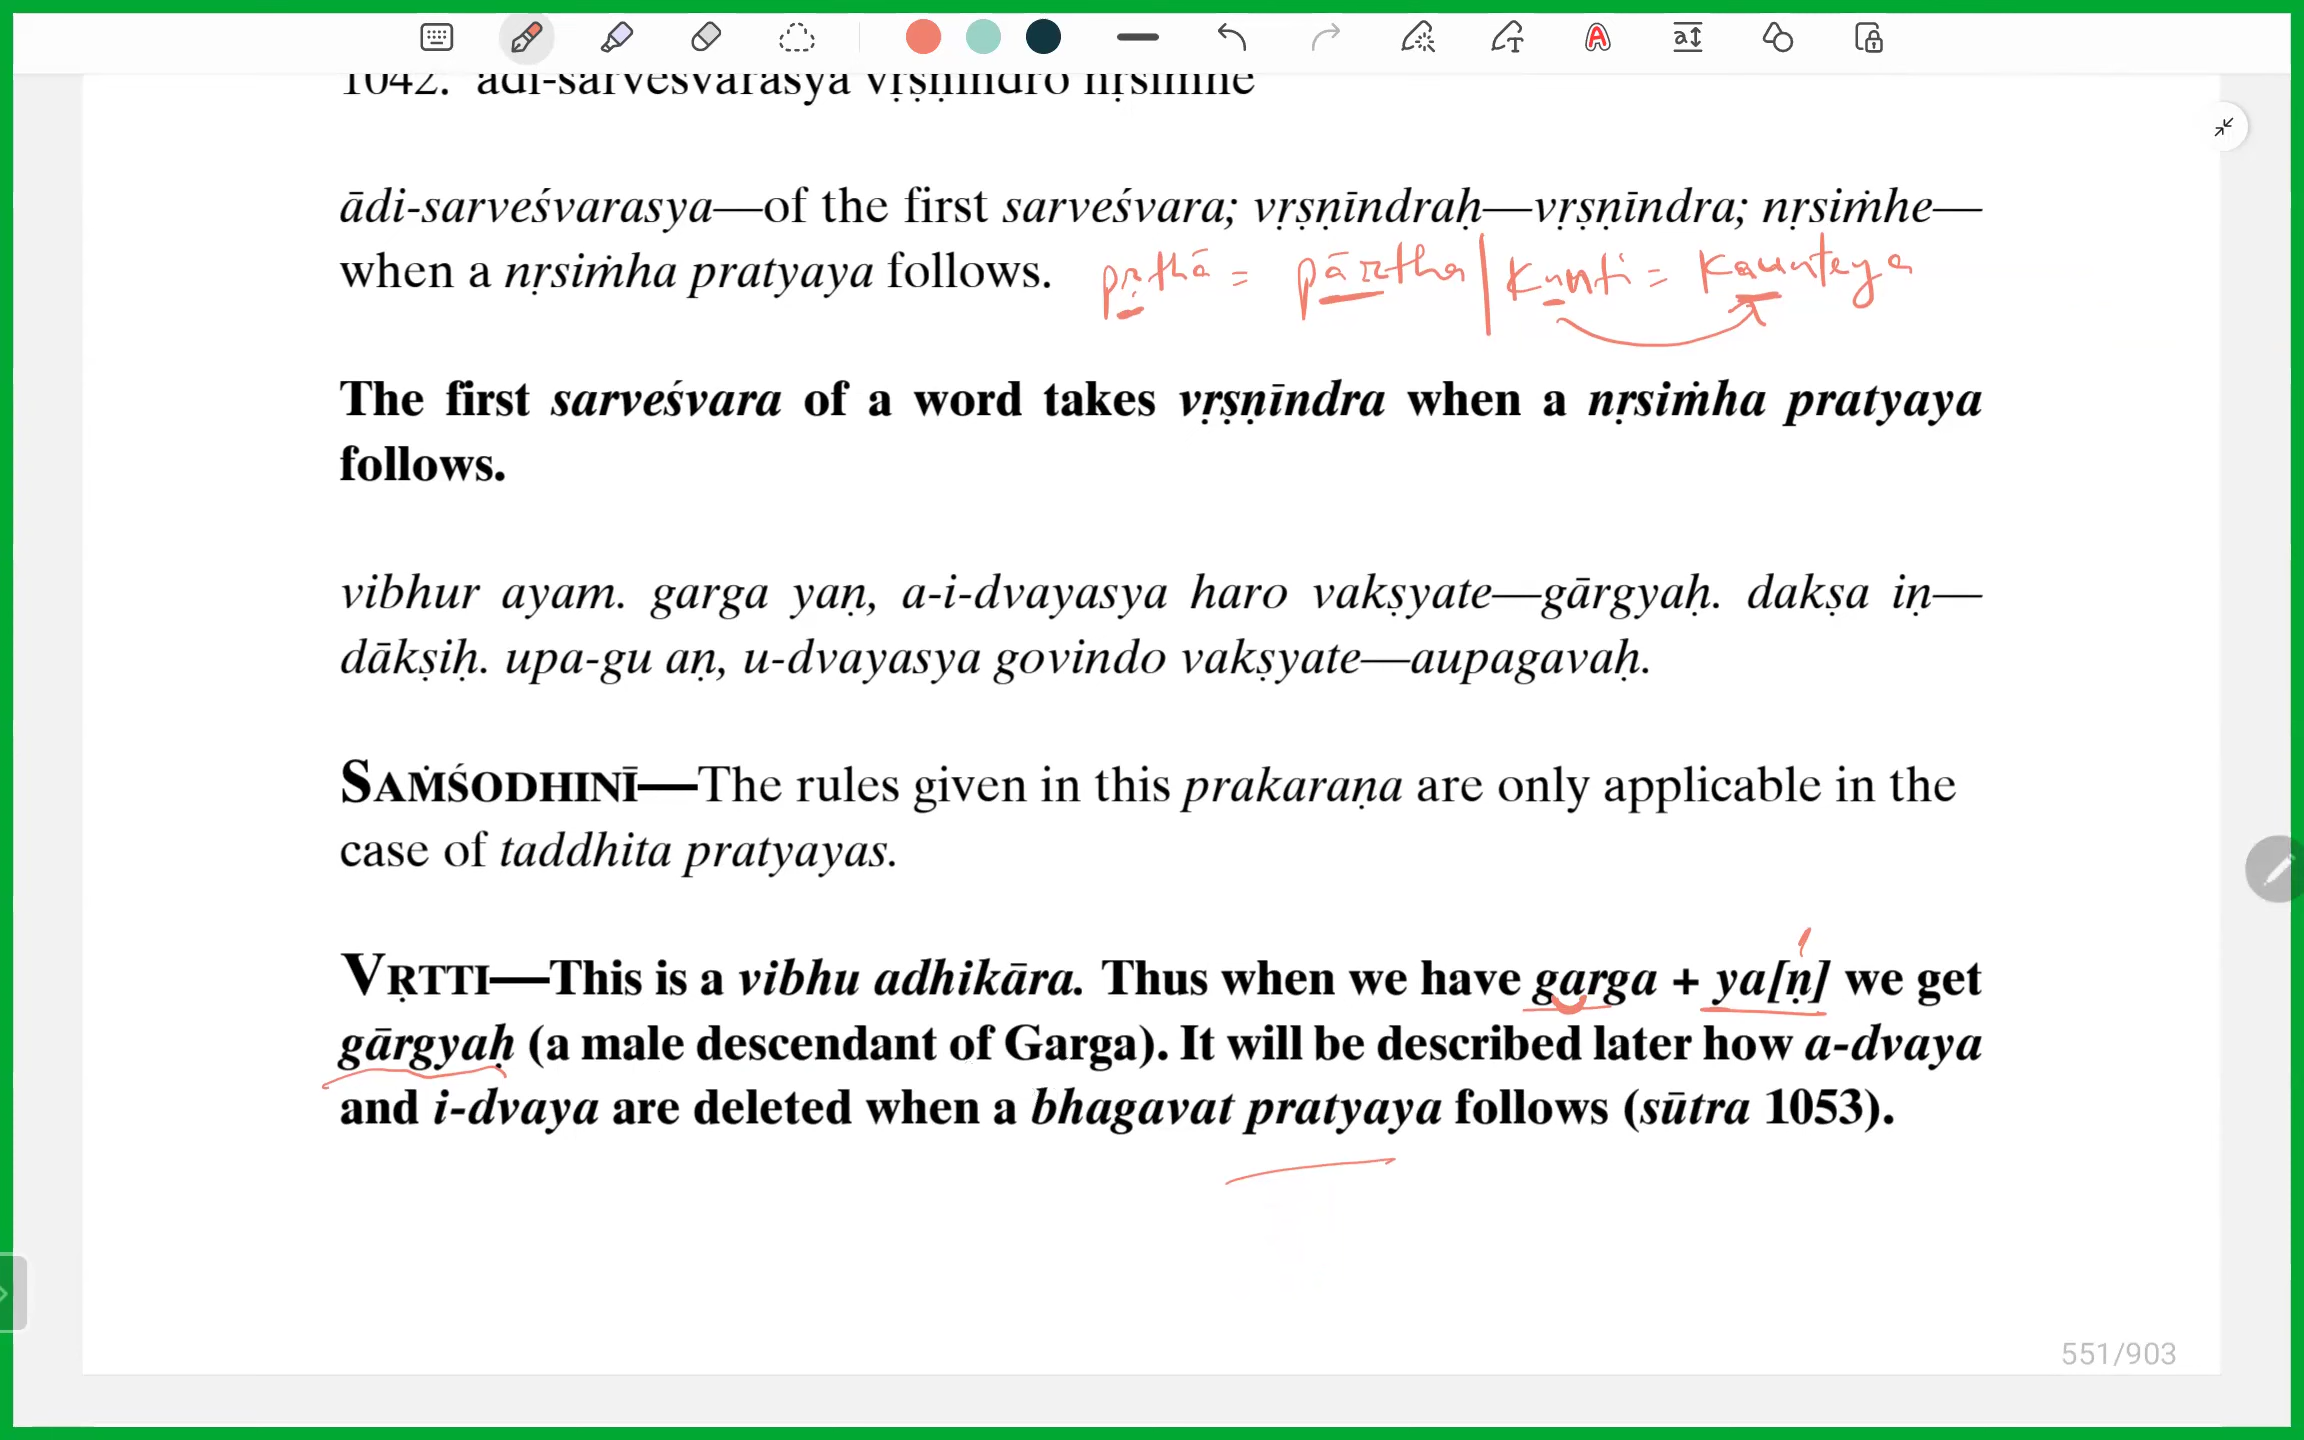 1042. ādi-sarveśvarasya vṛṣṇīndro nṛsiṁhe
ādi-sarveśvarasya—of the first sarveśvara; vṛṣṇīndraḥ—vṛṣṇīndra; nṛsiṁhe—
when a nṛsiṁha pratyaya follows.
pṛthā = pārtha | Kunti = Kaunteya
The first sarveśvara of a word takes vṛṣṇīndra when a nṛsiṁha pratyaya
follows.
vibhur ayam. garga yaṇ, a-i-dvayasya haro vakṣyate—gārgyaḥ. dakṣa iṇ—
dākṣiḥ. upa-gu aṇ, u-dvayasya govindo vakṣyate—aupagavaḥ.
SAṀŚODHINĪ—The rules given in this prakaraṇa are only applicable in the
case of taddhita pratyayas.
VṚTTI—This is a vibhu adhikāra. Thus when we have garga + ya[ṇ] we get
gārgyaḥ (a male descendant of Garga). It will be described later how a-dvaya
and i-dvaya are deleted when a bhagavat pratyaya follows (sūtra 1053).
551/903